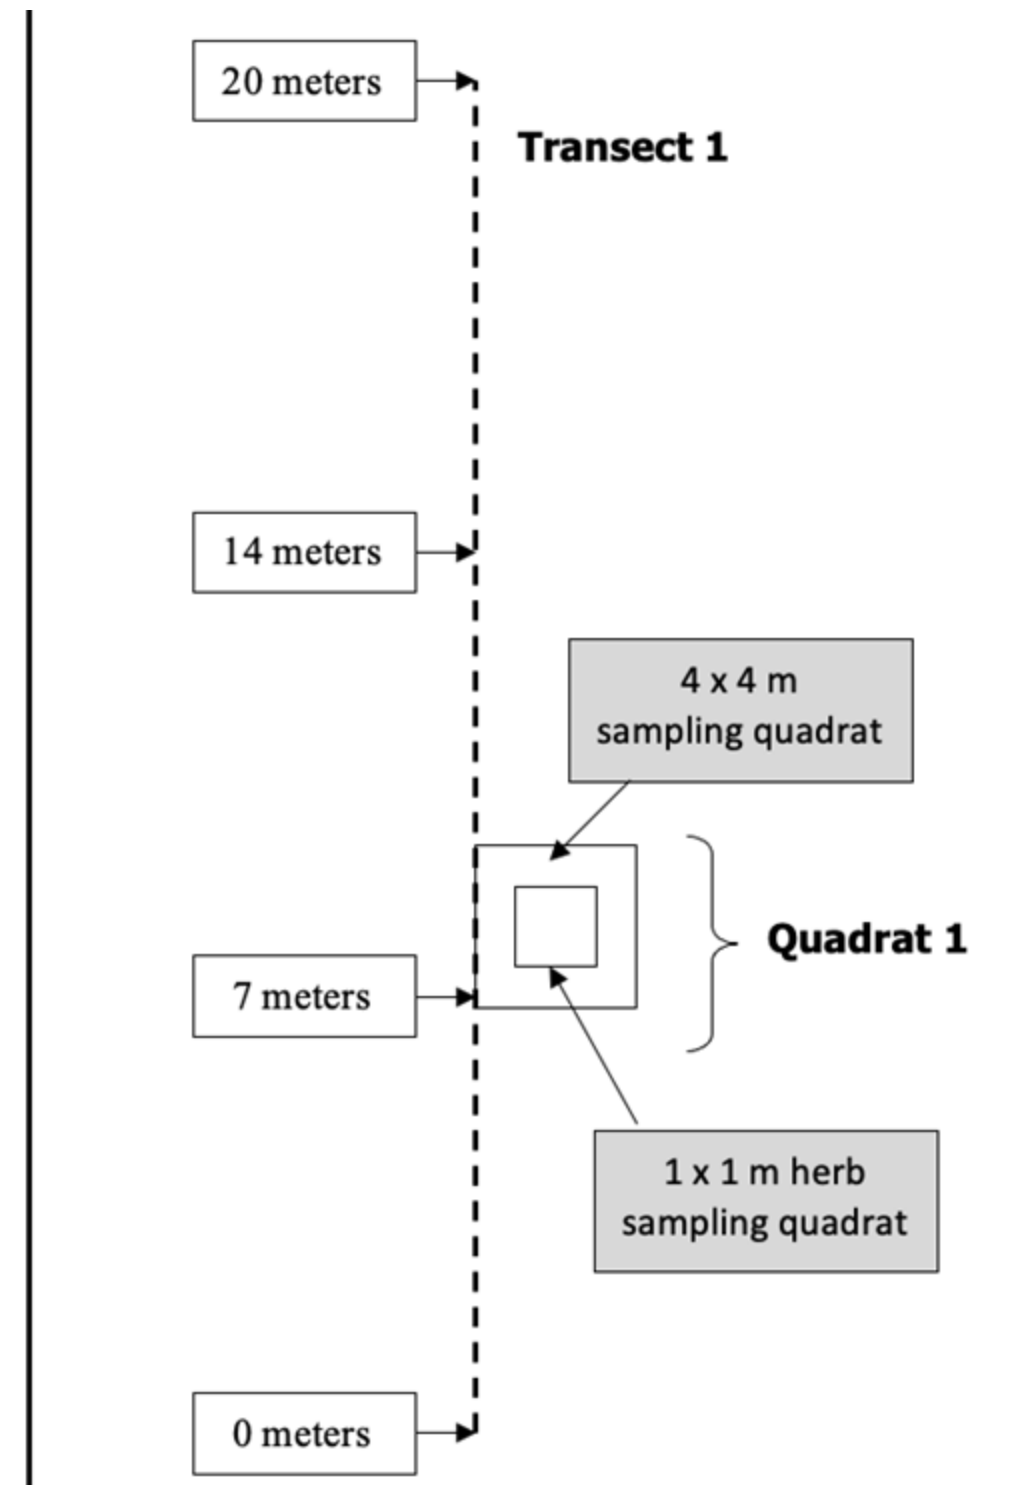 20 meters
Transect 1
14 meters
4 x 4 m
sampling quadrat
Quadrat 1
7 meters
1 x 1 m herb
sampling quadrat
0 meters